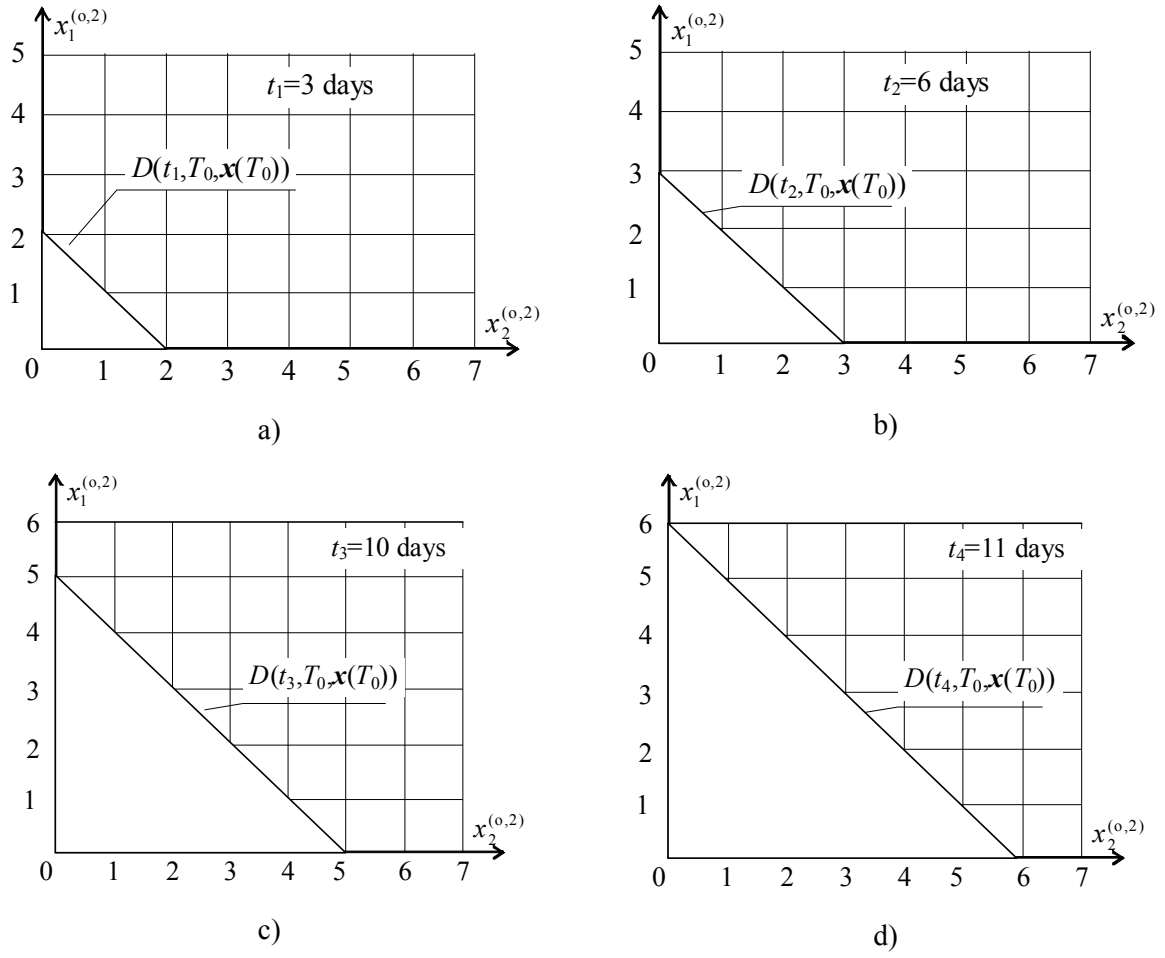 x₁^(o,2)
5
t₁=3 days
4
D(t₁,T₀,x(T₀))
3
2
1
x₂^(o,2)
0 1 2 3 4 5 6 7
a)
x₁^(o,2)
5
t₂=6 days
4
3
D(t₂,T₀,x(T₀))
2
1
x₂^(o,2)
0 1 2 3 4 5 6 7
b)
x₁^(o,2)
6
t₃=10 days
5
4
D(t₃,T₀,x(T₀))
3
2
1
x₂^(o,2)
0 1 2 3 4 5 6 7
c)
x₁^(o,2)
6
t₄=11 days
5
4
D(t₄,T₀,x(T₀))
3
2
1
x₂^(o,2)
0 1 2 3 4 5 6 7
d)